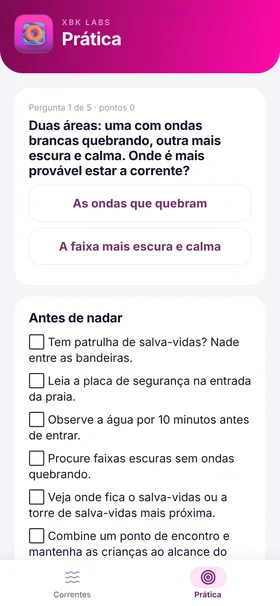 XBK LABS
Prática
Pergunta 1 de 5 · pontos 0
Duas áreas: uma com ondas
brancas quebrando, outra mais
escura e calma. Onde é mais
provável estar a corrente?
As ondas que quebram
A faixa mais escura e calma
Antes de nadar
Tem patrulha de salva-vidas? Nade
entre as bandeiras.
Leia a placa de segurança na entrada
da praia.
Observe a água por 10 minutos antes
de entrar.
Procure faixas escuras sem ondas
quebrando.
Veja onde fica o salva-vidas ou a
torre de salva-vidas mais próxima.
Combine um ponto de encontro e
mantenha as crianças ao alcance do
Correntes
Prática